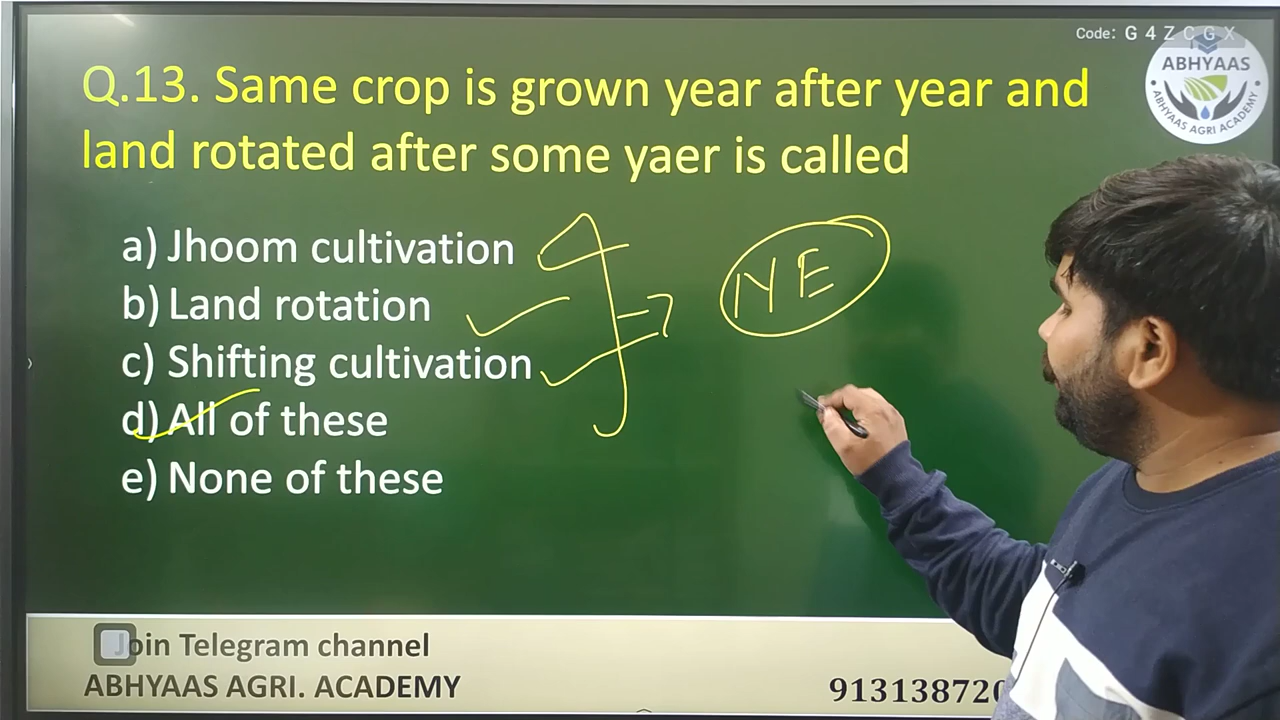 Code: G 4 Z C G X
ABHYAAS
ABHYAAS AGRI ACADEMY
Q.13. Same crop is grown year after year and
land rotated after some yaer is called
a) Jhoom cultivation
b) Land rotation
c) Shifting cultivation
d) All of these
e) None of these
Join Telegram channel
ABHYAAS AGRI. ACADEMY
913138720